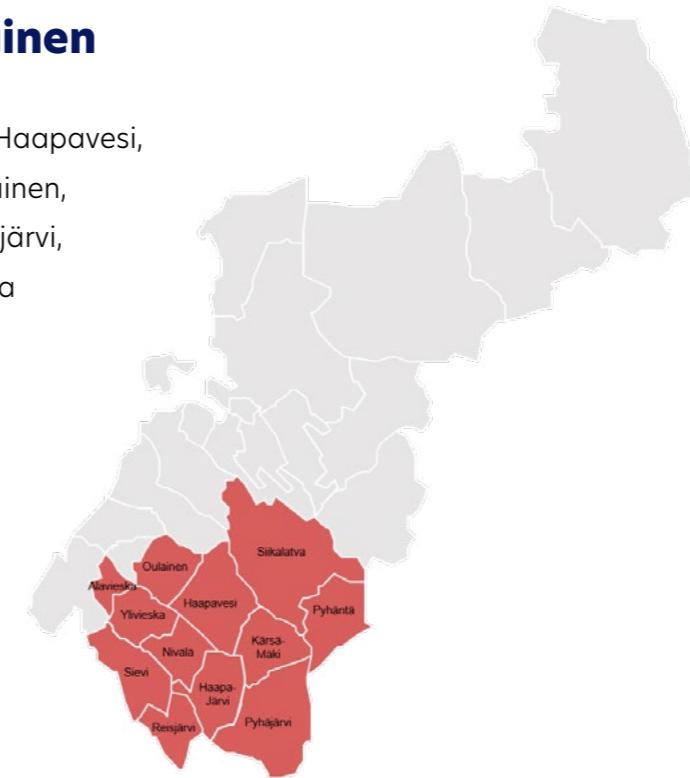 inen
Haapavesi,
inen,
järvi,
a
Siikalatva
Oulainen
Alavieska
Haapavesi
Pyhäntä
Ylivieska
Kärsä-
Mäki
Nivala
Sievi
Haapa-
Järvi
Pyhäjärvi
Reisjärvi